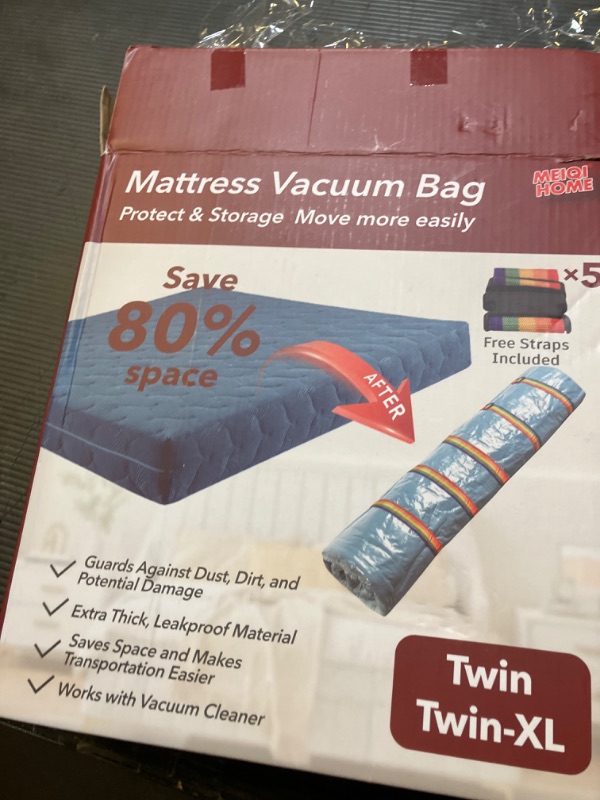 Mattress Vacuum Bag
MEIQI
HOME
Protect & Storage Move more easily
Save
80%
space
×5
Free Straps
Included
AFTER
Guards Against Dust, Dirt, and
Potential Damage
Extra Thick, Leakproof Material
Saves Space and Makes
Transportation Easier
Works with Vacuum Cleaner
Twin
Twin-XL